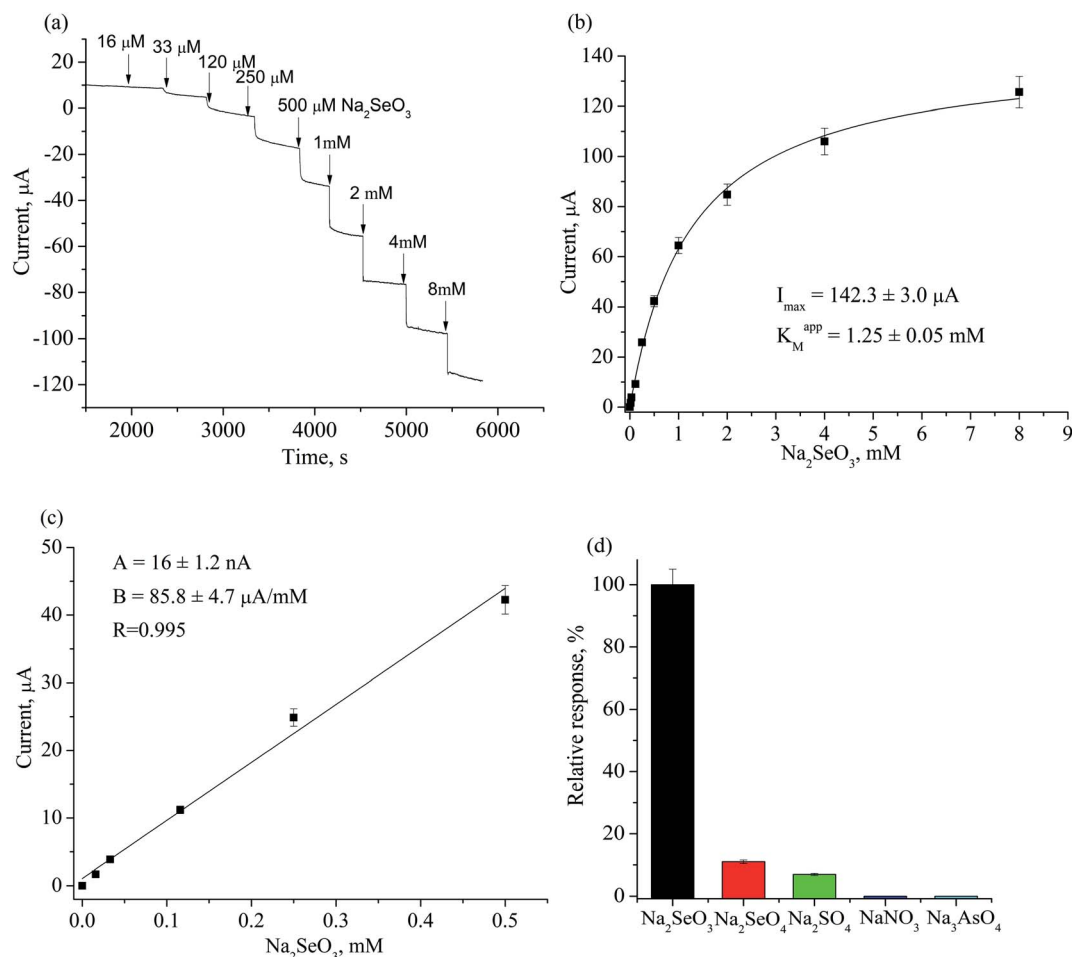 (a)
16 μM
33 μM
120 μM
250 μM
500 μM Na₂SeO₃
1mM
2 mM
4mM
8mM
20
0
-20
-40
-60
-80
-100
-120
Current, μA
2000 3000 4000 5000 6000
Time, s
(b)
140
120
100
80
60
40
20
0
Current, μA
I_max = 142.3 ± 3.0 μA
K_M^app = 1.25 ± 0.05 mM
0 1 2 3 4 5 6 7 8 9
Na₂SeO₃, mM
(c)
A = 16 ± 1.2 nA
B = 85.8 ± 4.7 μA/mM
R=0.995
50
40
30
20
10
0
Current, μA
0.0 0.1 0.2 0.3 0.4 0.5
Na₂SeO₃, mM
(d)
100
80
60
40
20
0
Relative response, %
Na₂SeO₃ Na₂SeO₄ Na₂SO₄ NaNO₃ Na₃AsO₄